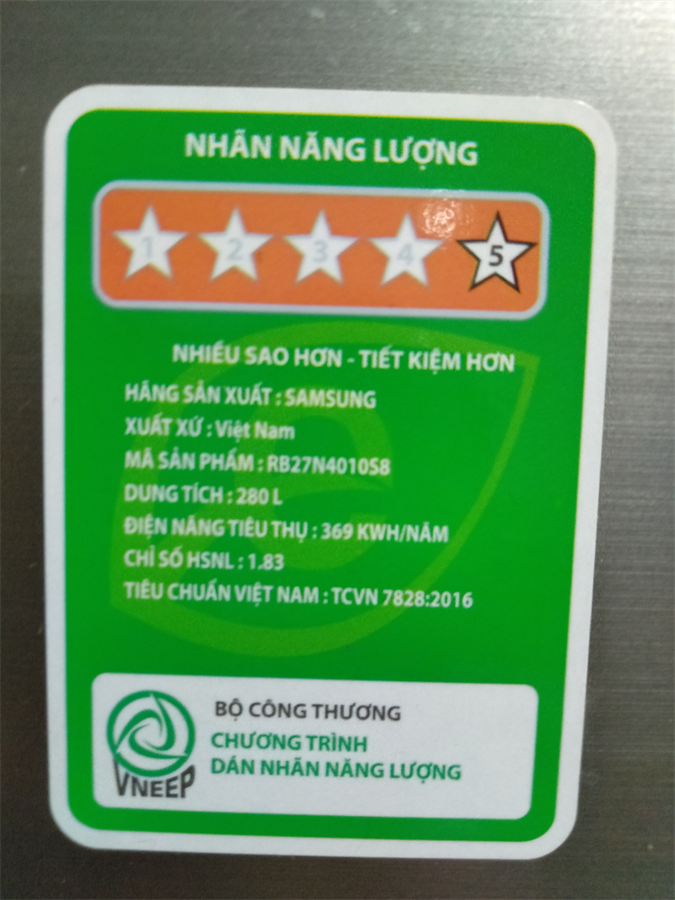 NHÃN NĂNG LƯỢNG
1 2 3 4 5
NHIỀU SAO HƠN - TIẾT KIỆM HƠN
HÃNG SẢN XUẤT : SAMSUNG
XUẤT XỨ : Việt Nam
MÃ SẢN PHẨM : RB27N4010S8
DUNG TÍCH : 280 L
ĐIỆN NĂNG TIÊU THỤ : 369 KWH/NĂM
CHỈ SỐ HSNL : 1.83
TIÊU CHUẨN VIỆT NAM : TCVN 7828:2016
BỘ CÔNG THƯƠNG
CHƯƠNG TRÌNH
DÁN NHÃN NĂNG LƯỢNG
VNEEP